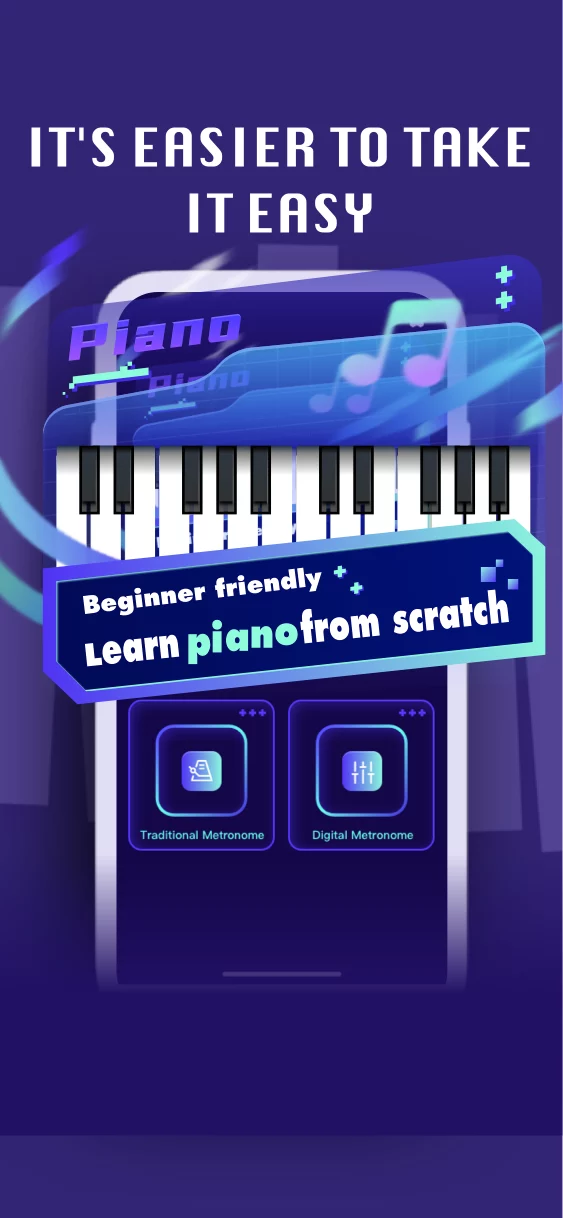 IT'S EASIER TO TAKE
IT EASY
Piano
Piano
Beginner friendly
Learn piano from scratch
Traditional Metronome
Digital Metronome